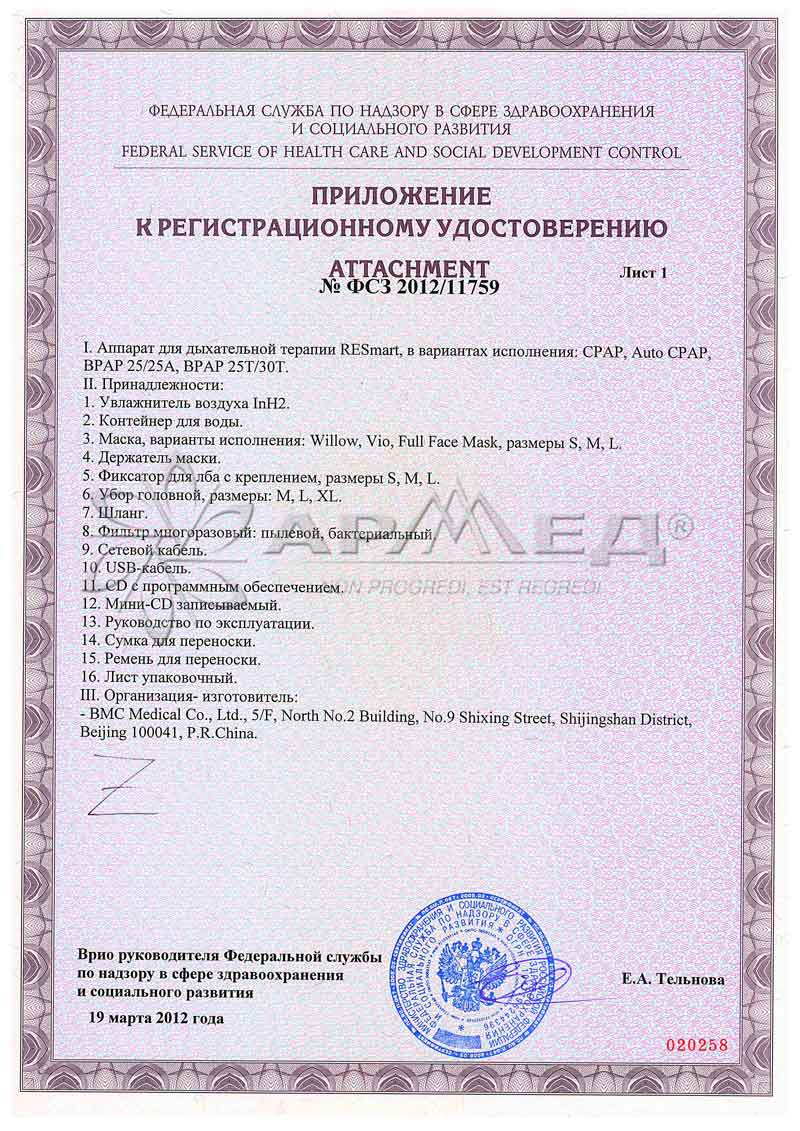 ФЕДЕРАЛЬНАЯ СЛУЖБА ПО НАДЗОРУ В СФЕРЕ ЗДРАВООХРАНЕНИЯ
И СОЦИАЛЬНОГО РАЗВИТИЯ
FEDERAL SERVICE OF HEALTH CARE AND SOCIAL DEVELOPMENT CONTROL
ПРИЛОЖЕНИЕ
К РЕГИСТРАЦИОННОМУ УДОСТОВЕРЕНИЮ
ATTACHMENT
Лист 1
№ ФСЗ 2012/11759
I. Аппарат для дыхательной терапии RESmart, в вариантах исполнения: CPAP, Auto CPAP,
BPAP 25/25A, BPAP 25T/30T.
II. Принадлежности:
1. Увлажнитель воздуха InH2.
2. Контейнер для воды.
3. Маска, варианты исполнения: Willow, Vio, Full Face Mask, размеры S, M, L.
4. Держатель маски.
5. Фиксатор для лба с креплением, размеры S, M, L.
6. Убор головной, размеры: M, L, XL.
7. Шланг.
8. Фильтр многоразовый: пылевой, бактериальный.
АРМЕД®
9. Сетевой кабель.
10. USB-кабель.
11. CD с программным обеспечением.
NON PROGREDI, EST REGREDI
12. Мини-CD записываемый.
13. Руководство по эксплуатации.
14. Сумка для переноски.
15. Ремень для переноски.
16. Лист упаковочный.
III. Организация- изготовитель:
- BMC Medical Co., Ltd., 5/F, North No.2 Building, No.9 Shixing Street, Shijingshan District,
Beijing 100041, P.R.China.
Врио руководителя Федеральной службы
по надзору в сфере здравоохранения
и социального развития
Е.А. Тельнова
19 марта 2012 года
020258